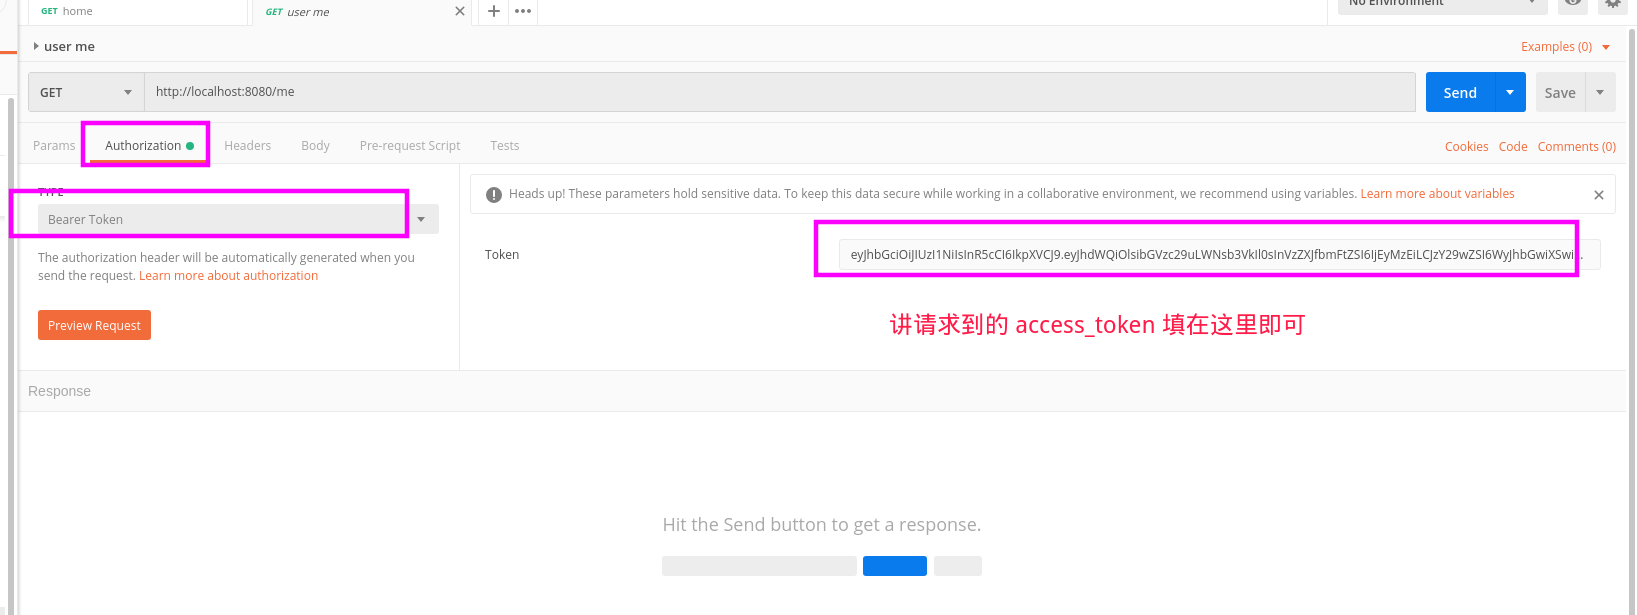 GET home
GET user me
No Environment
user me
Examples (0)
GET
http://localhost:8080/me
Send
Save
Params
Authorization
Headers
Body
Pre-request Script
Tests
Cookies
Code
Comments (0)
TYPE
Bearer Token
The authorization header will be automatically generated when you
send the request. Learn more about authorization
Preview Request
Heads up! These parameters hold sensitive data. To keep this data secure while working in a collaborative environment, we recommend using variables. Learn more about variables
Token
eyJhbGciOiJIUzI1NiIsInR5cCI6IkpXVCJ9.eyJhdWQiOlsibGVzc29uLWNsb3VkIl0sInVzZXJfbmFtZSI6IjEyMzEiLCJzY29wZSI6WyJhbGwiXSwi...
讲请求到的 access_token 填在这里即可
Response
Hit the Send button to get a response.